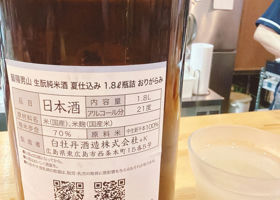 生酛純米酒 夏仕込み 1.8ℓ瓶詰 おりがらみ
品目 日本酒
内容量 1.8L
アルコール分 21度
原材料名 米(国産)、米麹(国産米)
精米歩合 70%
原料米 中生新千本100%
白牡丹酒造株式会社+K
広島県東広島市西条本町15番5号